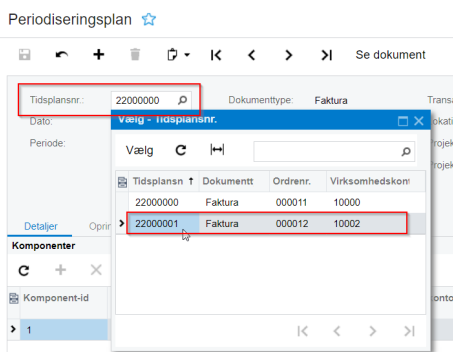 Periodiseringsplan
Se dokument
Tidsplansnr.: 22000000 Dokumenttype: Faktura
Dato:
Periode:
Vælg - Tidsplansnr.
Vælg
Tidsplansn Dokumentt Ordrenr. Virksomhedskont
22000000 Faktura 000011 10000
22000001 Faktura 000012 10002
Detaljer
Komponenter
Komponent-id
1